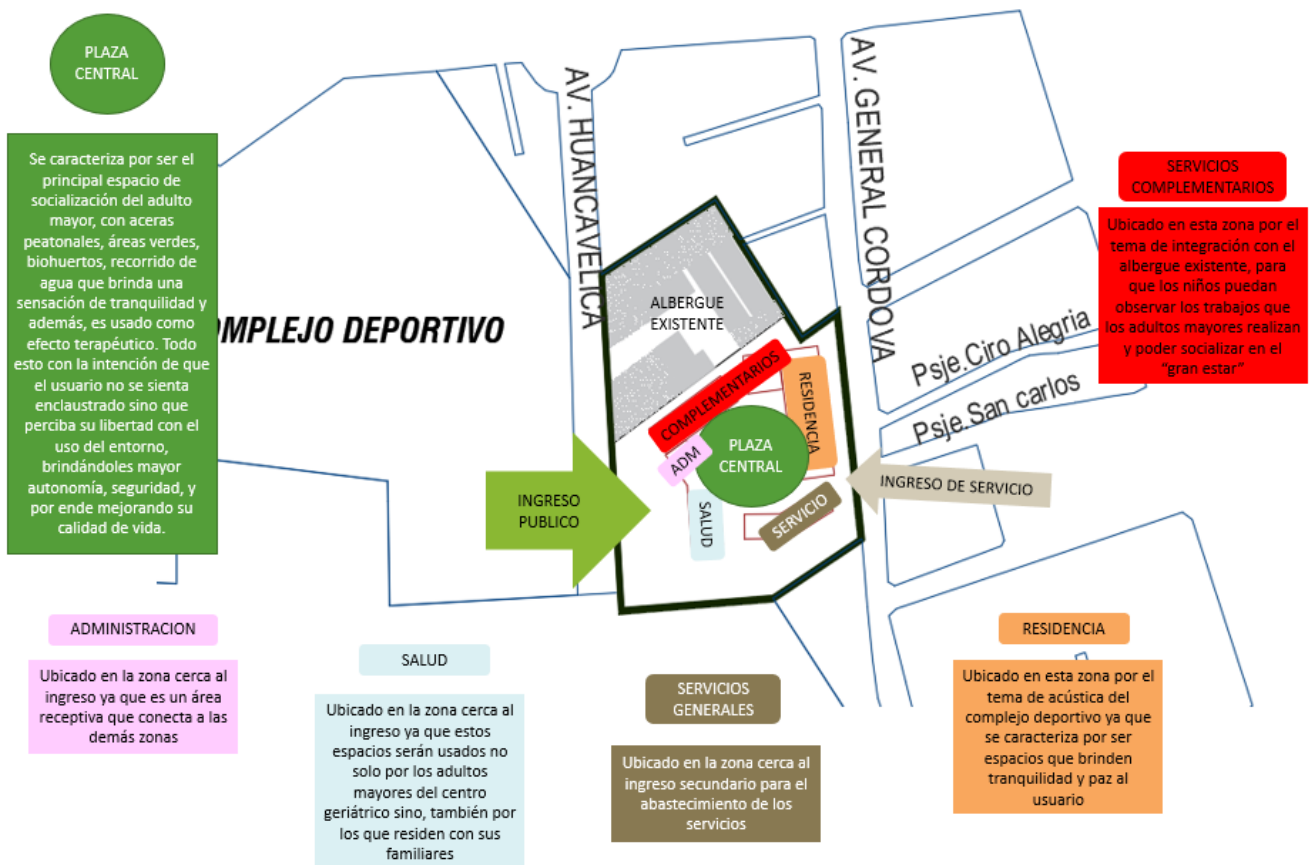 PLAZA
CENTRAL
Se caracteriza por ser el
principal espacio de
socialización del adulto
mayor, con aceras
peatonales, áreas verdes,
biohuertos, recorrido de
agua que brinda una
sensación de tranquilidad y
además, es usado como
efecto terapéutico. Todo
esto con la intención de que
el usuario no se sienta
enclaustrado sino que
perciba su libertad con el
uso del entorno,
brindándoles mayor
autonomía, seguridad, y
por ende mejorando su
calidad de vida.
OMPLEJO DEPORTIVO
AV. HUANCAVELICA
AV. GENERAL CORDOVA
Psje.Ciro Alegria
Psje.San carlos
ALBERGUE
EXISTENTE
COMPLEMENTARIOS
RESIDENCIA
ADM
PLAZA
CENTRAL
SALUD
SERVICIO
INGRESO
PUBLICO
INGRESO DE SERVICIO
SERVICIOS
COMPLEMENTARIOS
Ubicado en esta zona por el
tema de integración con el
albergue existente, para
que los niños puedan
observar los trabajos que
los adultos mayores realizan
y poder socializar en el
“gran estar”
ADMINISTRACION
Ubicado en la zona cerca al
ingreso ya que es un área
receptiva que conecta a las
demás zonas
SALUD
Ubicado en la zona cerca al
ingreso ya que estos
espacios serán usados no
solo por los adultos
mayores del centro
geriátrico sino, también por
los que residen con sus
familiares
SERVICIOS
GENERALES
Ubicado en la zona cerca al
ingreso secundario para el
abastecimiento de los
servicios
RESIDENCIA
Ubicado en esta zona por el
tema de acústica del
complejo deportivo ya que
se caracteriza por ser
espacios que brinden
tranquilidad y paz al
usuario